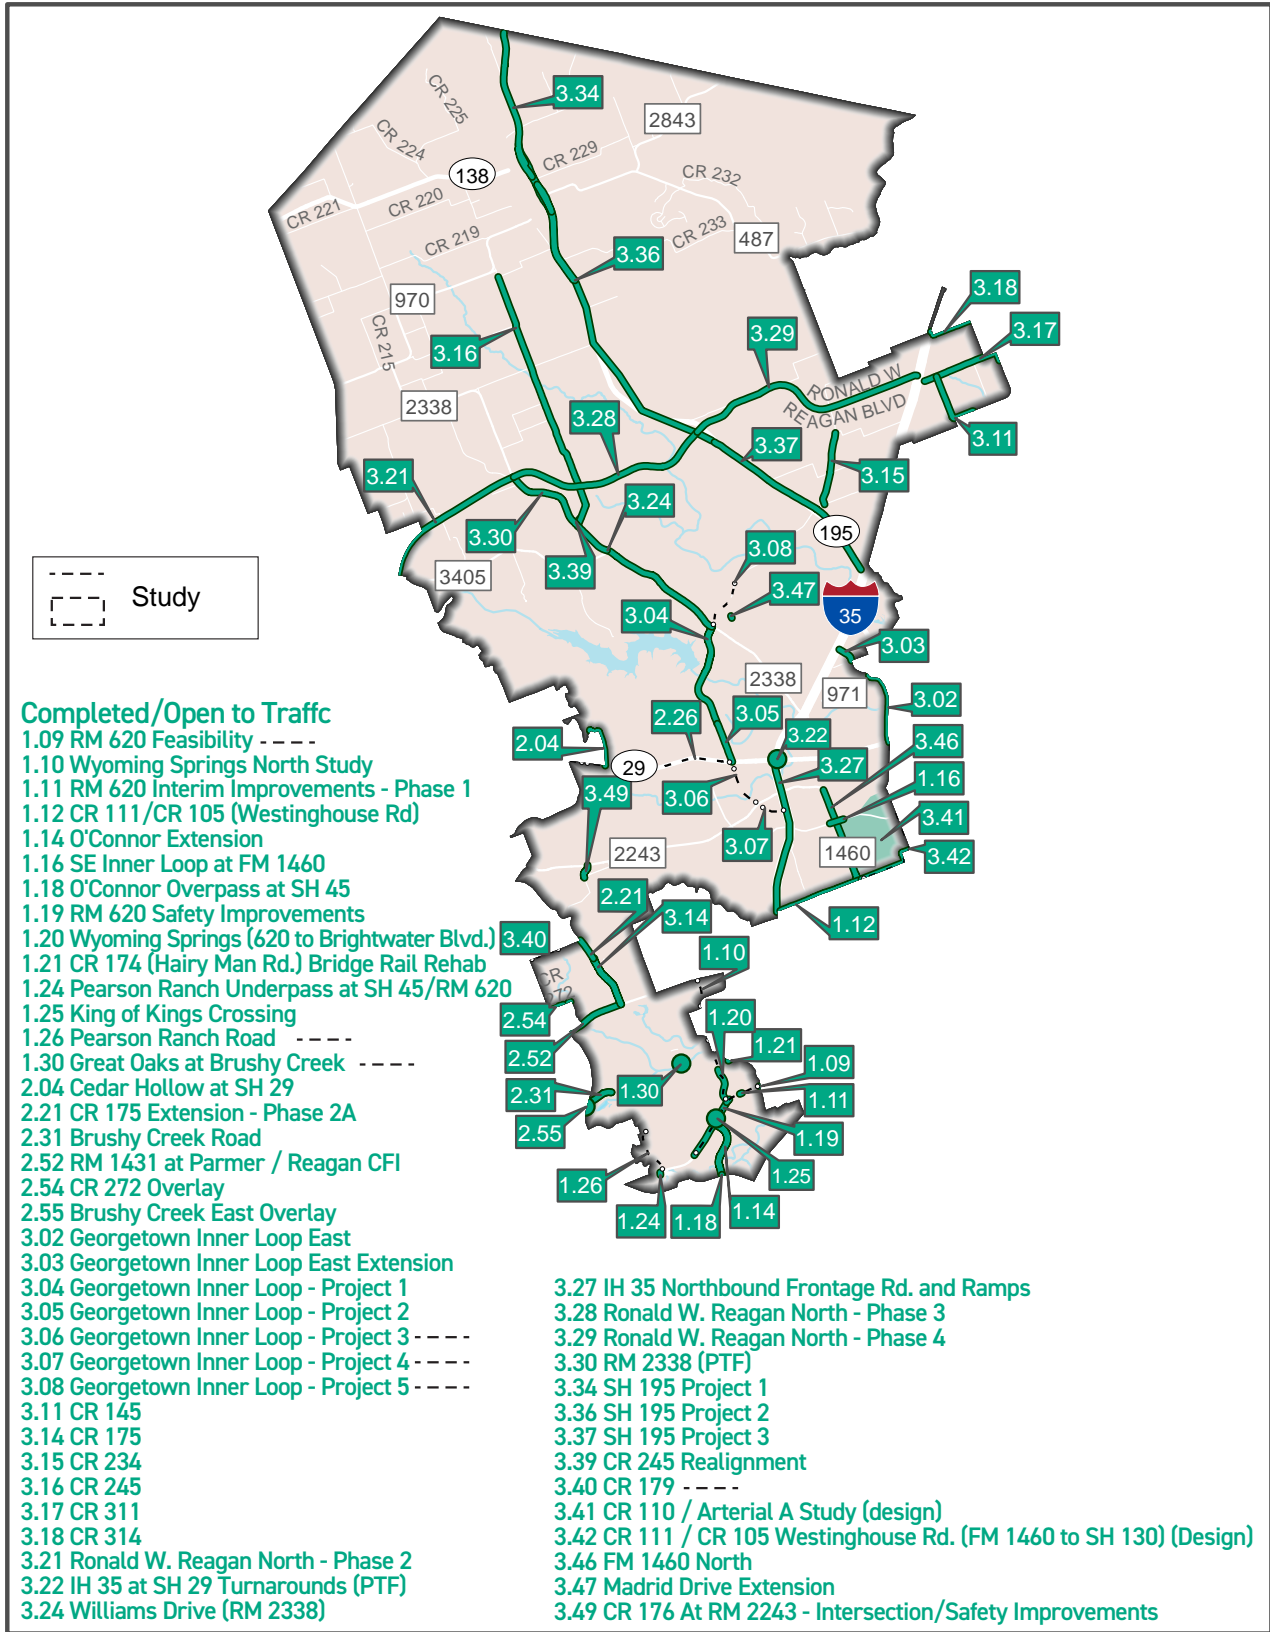 3.34
2843
CR 225
CR 224
CR 229
138
CR 232
CR 221
CR 220
CR 233
487
CR 219
3.36
970
3.18
3.17
3.29
CR 215
3.16
RONALD W
REAGAN BLVD
2338
3.28
3.11
3.37
3.21
3.15
3.24
3.30
195
3.08
3.39
3405
3.47
3.04
35
3.03
Study
2338
971
3.02
2.26
3.05
2.04
3.22
3.46
29
3.27
1.16
3.06
3.49
3.41
3.07
2243
1460
3.42
2.21
3.14
1.12
3.40
1.10
CR
272
2.54
1.20
2.52
1.21
1.09
1.30
2.31
1.11
2.55
1.19
1.25
1.26
1.24
1.18
1.14
Completed/Open to Traffc
1.09 RM 620 Feasibility ----
1.10 Wyoming Springs North Study
1.11 RM 620 Interim Improvements - Phase 1
1.12 CR 111/CR 105 (Westinghouse Rd)
1.14 O'Connor Extension
1.16 SE Inner Loop at FM 1460
1.18 O'Connor Overpass at SH 45
1.19 RM 620 Safety Improvements
1.20 Wyoming Springs (620 to Brightwater Blvd.)
1.21 CR 174 (Hairy Man Rd.) Bridge Rail Rehab
1.24 Pearson Ranch Underpass at SH 45/RM 620
1.25 King of Kings Crossing
1.26 Pearson Ranch Road ----
1.30 Great Oaks at Brushy Creek ----
2.04 Cedar Hollow at SH 29
2.21 CR 175 Extension - Phase 2A
2.31 Brushy Creek Road
2.52 RM 1431 at Parmer / Reagan CFI
2.54 CR 272 Overlay
2.55 Brushy Creek East Overlay
3.02 Georgetown Inner Loop East
3.03 Georgetown Inner Loop East Extension
3.04 Georgetown Inner Loop - Project 1
3.05 Georgetown Inner Loop - Project 2
3.06 Georgetown Inner Loop - Project 3 ----
3.07 Georgetown Inner Loop - Project 4 ----
3.08 Georgetown Inner Loop - Project 5 ----
3.11 CR 145
3.14 CR 175
3.15 CR 234
3.16 CR 245
3.17 CR 311
3.18 CR 314
3.21 Ronald W. Reagan North - Phase 2
3.22 IH 35 at SH 29 Turnarounds (PTF)
3.24 Williams Drive (RM 2338)
3.27 IH 35 Northbound Frontage Rd. and Ramps
3.28 Ronald W. Reagan North - Phase 3
3.29 Ronald W. Reagan North - Phase 4
3.30 RM 2338 (PTF)
3.34 SH 195 Project 1
3.36 SH 195 Project 2
3.37 SH 195 Project 3
3.39 CR 245 Realignment
3.40 CR 179 ----
3.41 CR 110 / Arterial A Study (design)
3.42 CR 111 / CR 105 Westinghouse Rd. (FM 1460 to SH 130) (Design)
3.46 FM 1460 North
3.47 Madrid Drive Extension
3.49 CR 176 At RM 2243 - Intersection/Safety Improvements